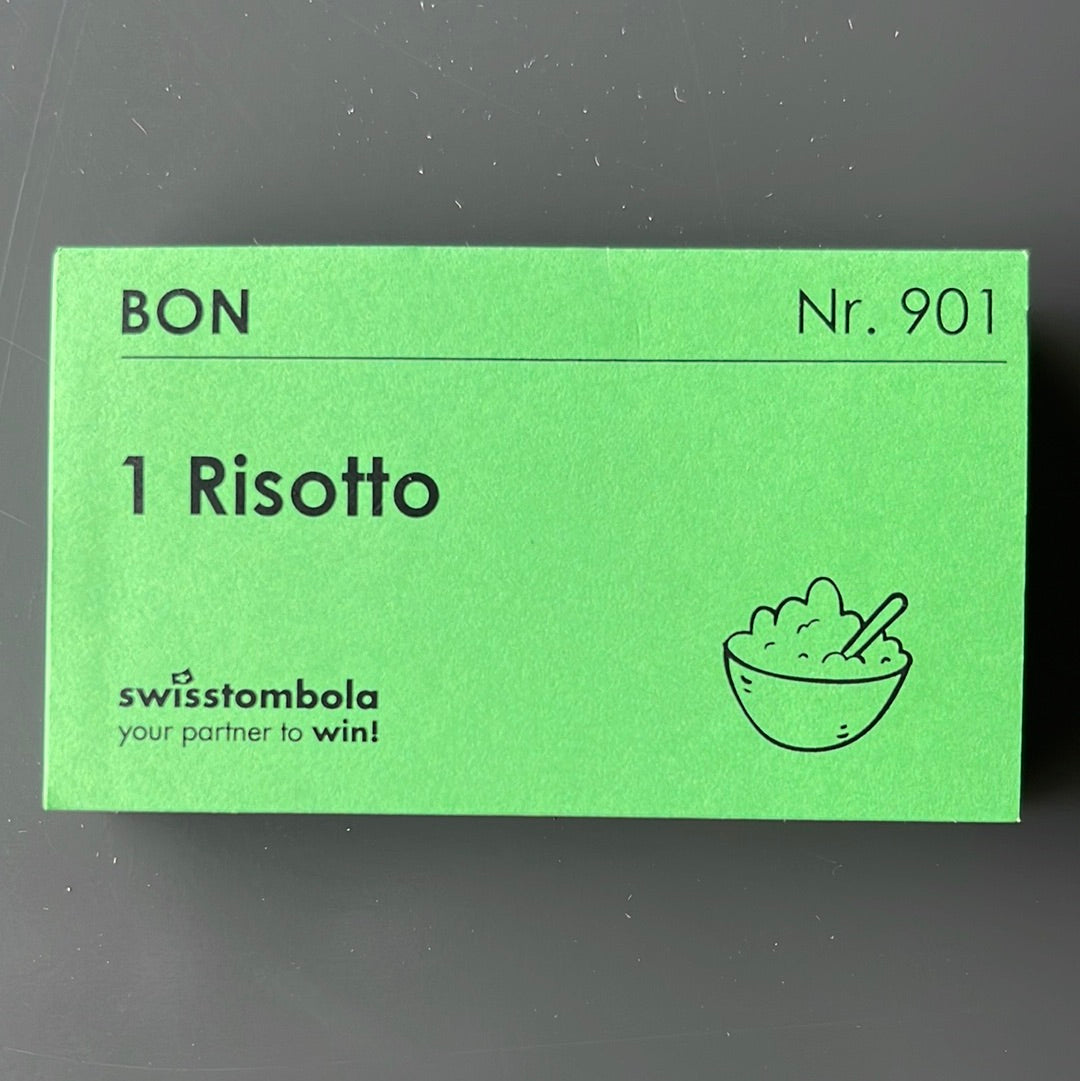 BON Nr. 901
1 Risotto
swisstombola
your partner to win!